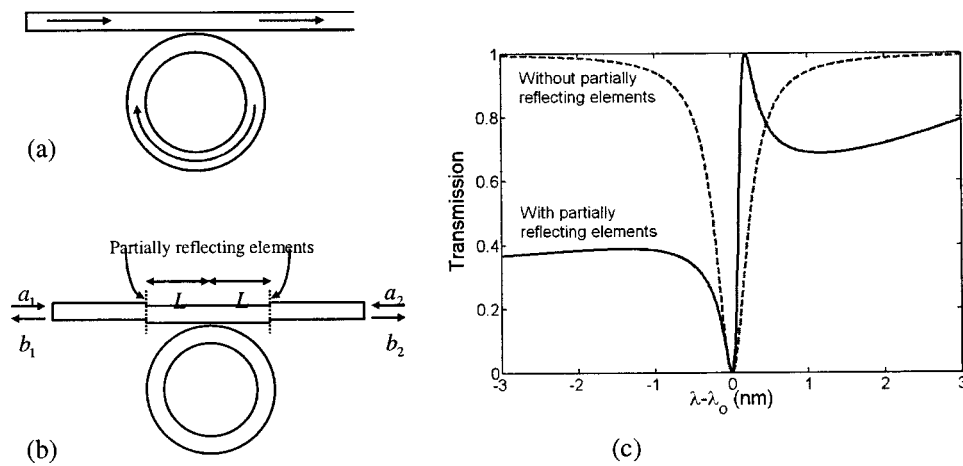 (a)
Partially reflecting elements
L L
a₁
a₂
b₁
b₂
(b)
Transmission
1
0.8
0.6
0.4
0.2
0
Without partially
reflecting elements
With partially
reflecting elements
-3 -2 -1 0 1 2 3
λ-λₒ (nm)
(c)